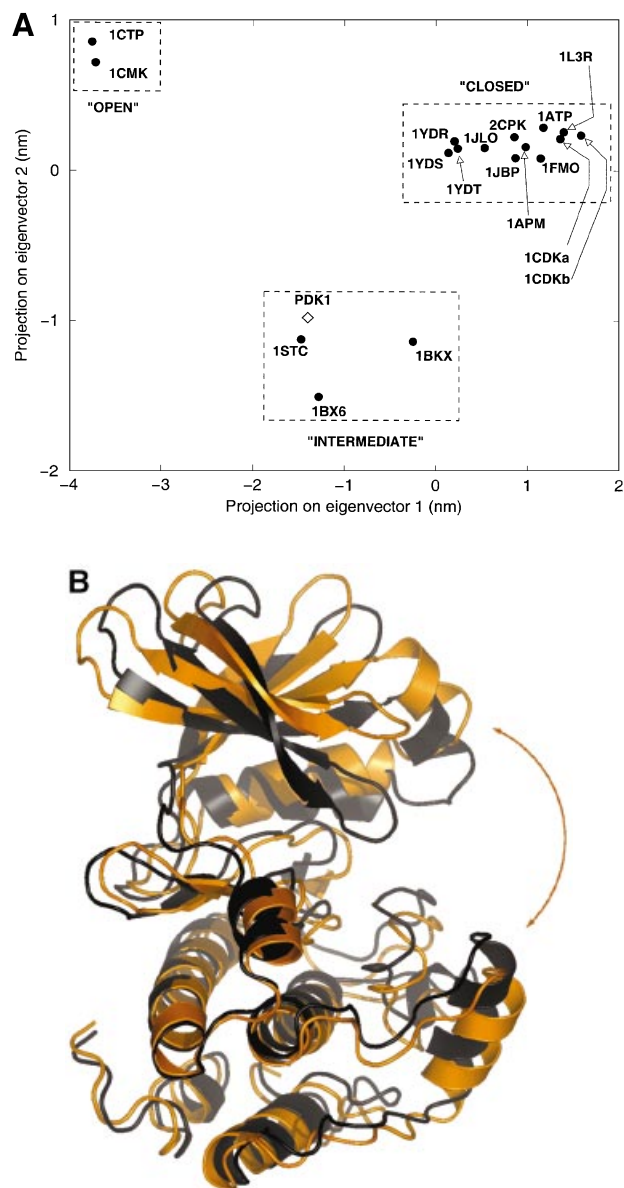 A
1
0
−1
−2
Projection on eigenvector 2 (nm)
1CTP
1CMK
"OPEN"
1L3R
"CLOSED"
1ATP
2CPK
1YDR
1JLO
1YDS
1JBP
1FMO
1YDT
1APM
1CDKa
1CDKb
PDK1
1STC
1BKX
1BX6
"INTERMEDIATE"
−4
−3
−2
−1
0
1
2
Projection on eigenvector 1 (nm)
B